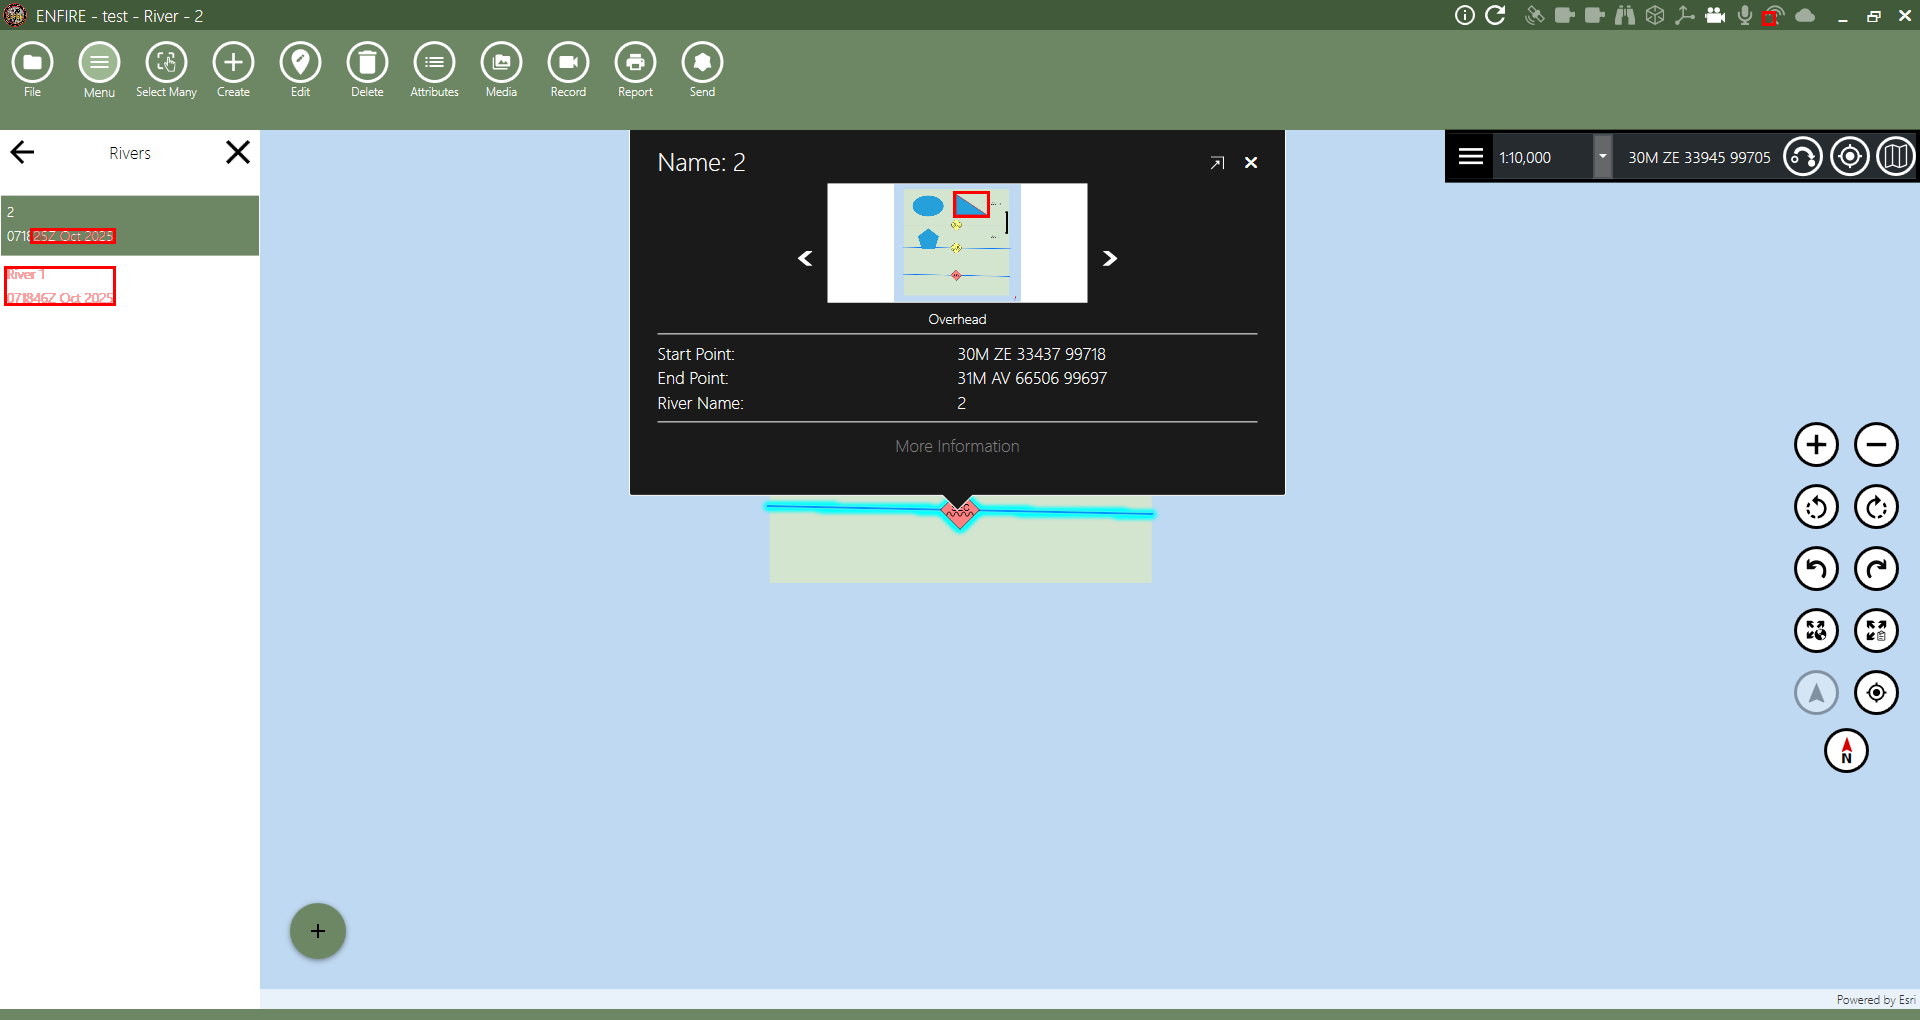 ENFIRE - test - River - 2
File
Menu
Select Many
Create
Edit
Delete
Attributes
Media
Record
Report
Send
Rivers
2
071825Z Oct 2025
River 1
071846Z Oct 2025
Name: 2
Overhead
Start Point: 30M ZE 33437 99718
End Point: 31M AV 66506 99697
River Name: 2
More Information
1:10,000
30M ZE 33945 99705
N
Powered by Esri